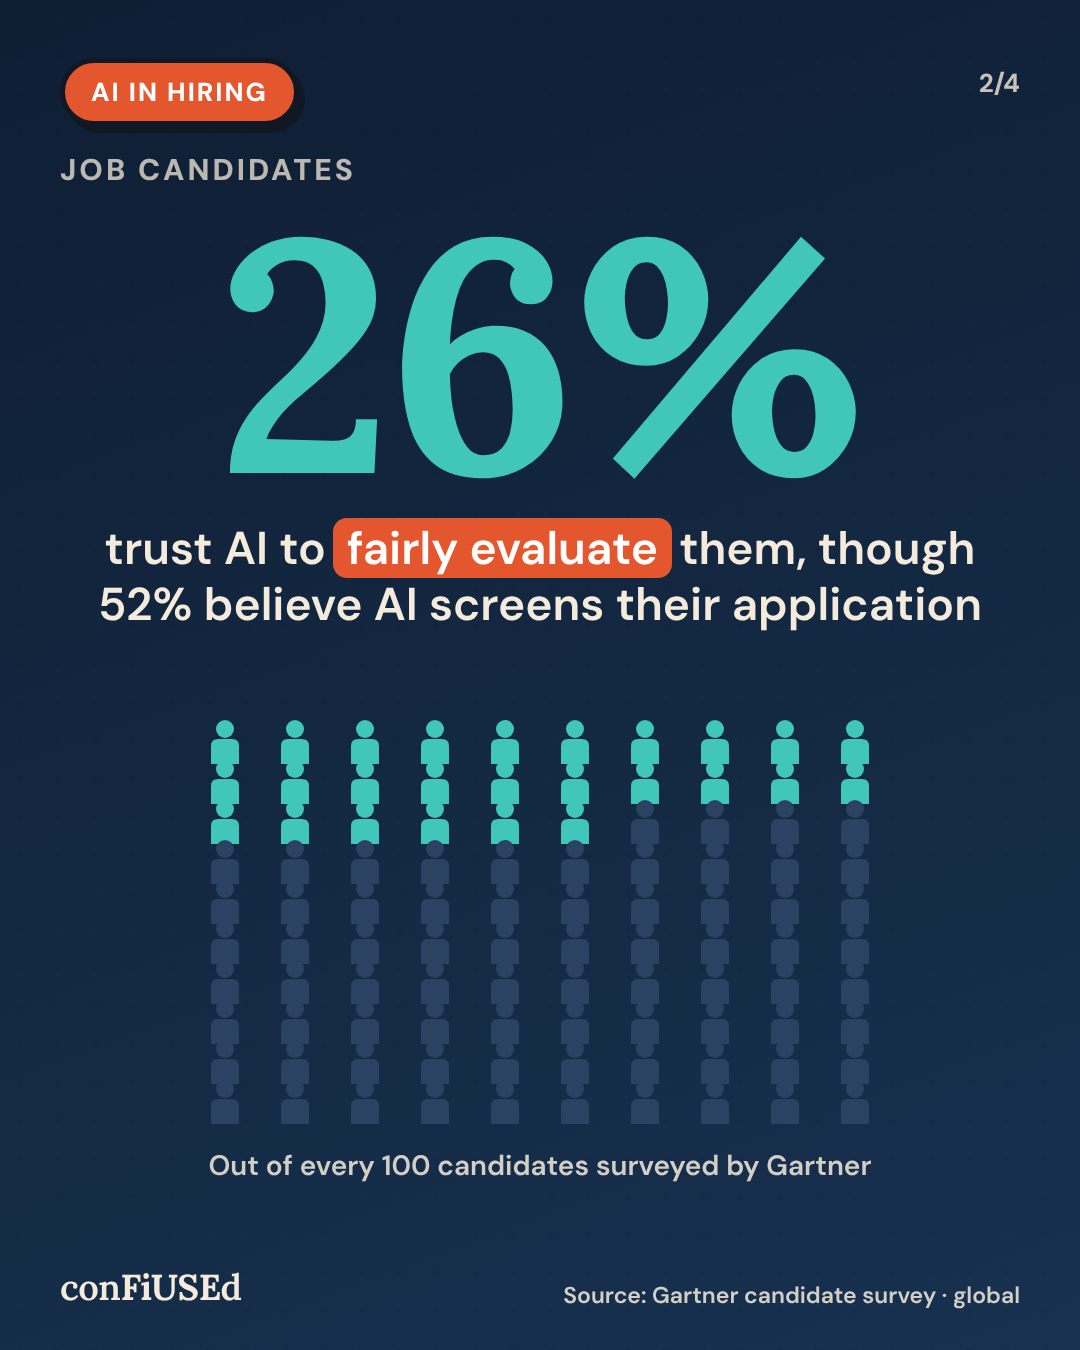 AI IN HIRING
2/4
JOB CANDIDATES
26%
trust AI to fairly evaluate them, though
52% believe AI screens their application
Out of every 100 candidates surveyed by Gartner
conFiUSEd
Source: Gartner candidate survey · global